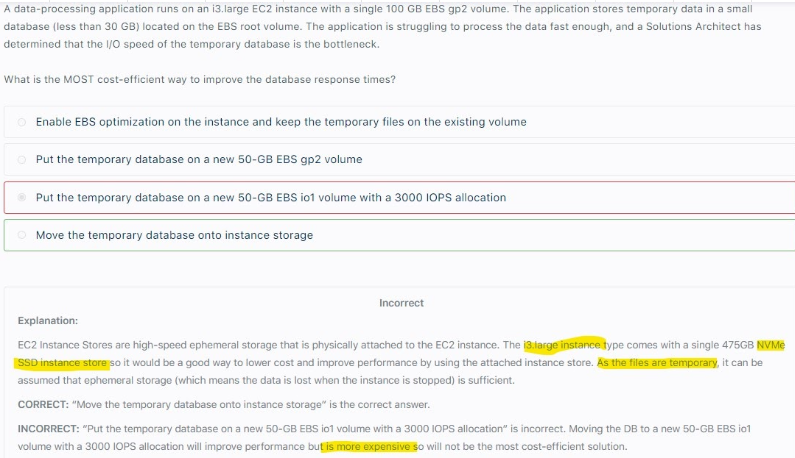 A data-processing application runs on an i3.large EC2 instance with a single 100 GB EBS gp2 volume. The application stores temporary data in a small
database (less than 30 GB) located on the EBS root volume. The application is struggling to process the data fast enough, and a Solutions Architect has
determined that the I/O speed of the temporary database is the bottleneck.
What is the MOST cost-efficient way to improve the database response times?
Enable EBS optimization on the instance and keep the temporary files on the existing volume
Put the temporary database on a new 50-GB EBS gp2 volume
Put the temporary database on a new 50-GB EBS io1 volume with a 3000 IOPS allocation
Move the temporary database onto instance storage
Incorrect
Explanation:
EC2 Instance Stores are high-speed ephemeral storage that is physically attached to the EC2 instance. The i3.large instance type comes with a single 475GB NVMe
SSD instance store so it would be a good way to lower cost and improve performance by using the attached instance store. As the files are temporary, it can be
assumed that ephemeral storage (which means the data is lost when the instance is stopped) is sufficient.
CORRECT: "Move the temporary database onto instance storage" is the correct answer.
INCORRECT: "Put the temporary database on a new 50-GB EBS io1 volume with a 3000 IOPS allocation" is incorrect. Moving the DB to a new 50-GB EBS io1
volume with a 3000 IOPS allocation will improve performance but is more expensive so will not be the most cost-efficient solution.